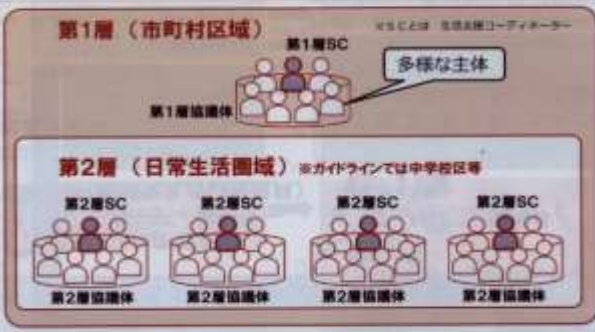 第1層（市町村区域）
※SCとは 生活支援コーディネーター
第1層SC
多様な主体
第1層協議体
第2層（日常生活圏域）※ガイドラインでは中学校区等
第2層SC 第2層SC 第2層SC 第2層SC
第2層協議体 第2層協議体 第2層協議体 第2層協議体